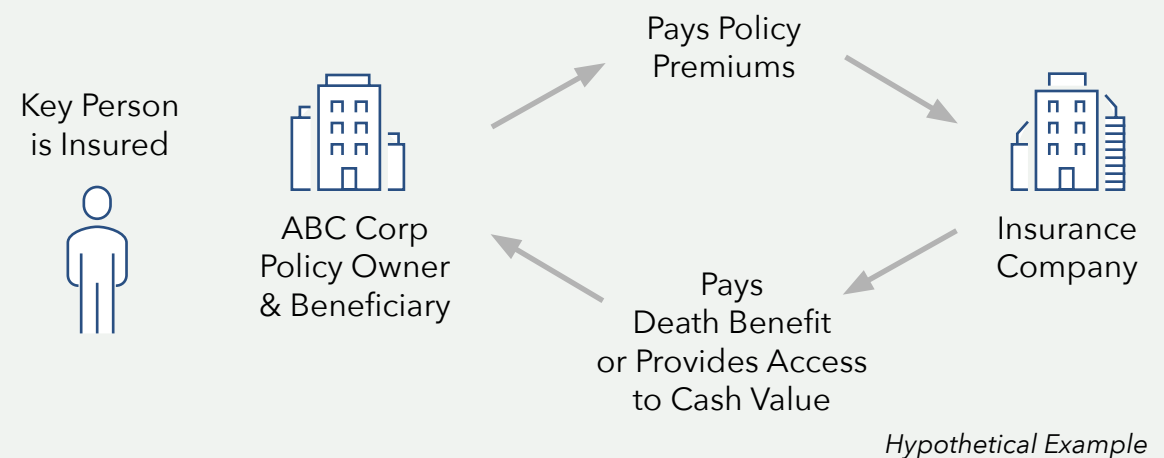 Key Person
is Insured
ABC Corp
Policy Owner
& Beneficiary
Pays Policy
Premiums
Insurance
Company
Pays
Death Benefit
or Provides Access
to Cash Value
Hypothetical Example